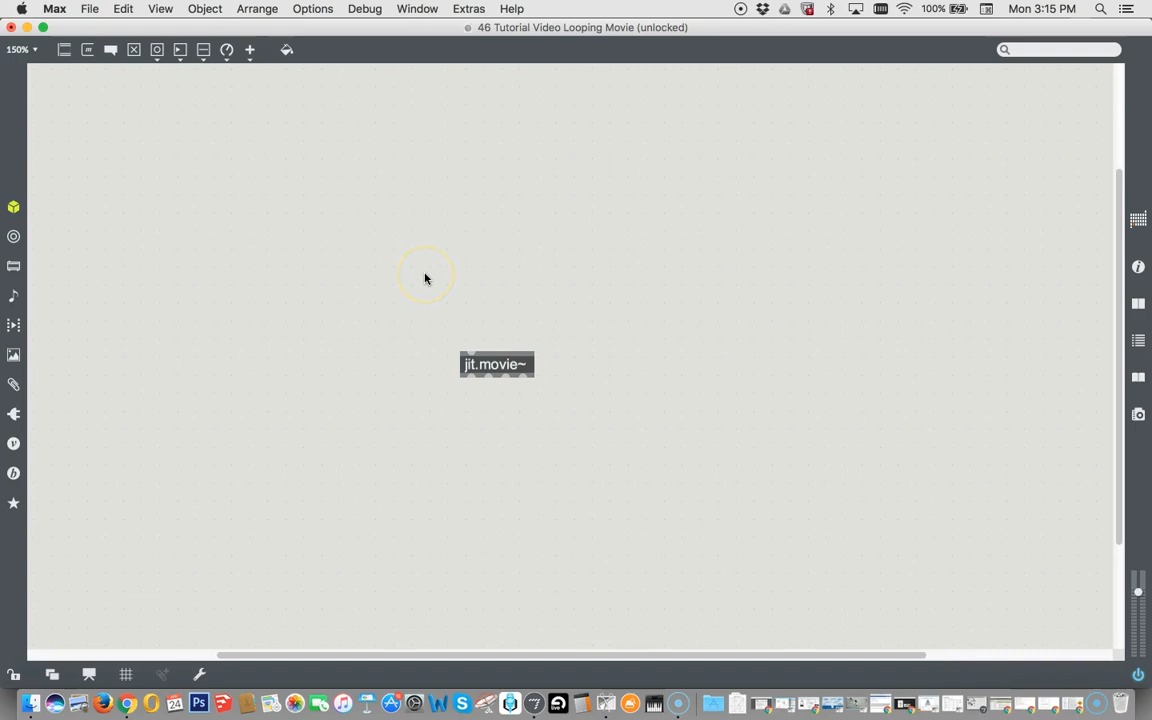 Max File Edit View Object Arrange Options Debug Window Extras Help 100% Mon 3:15 PM
46 Tutorial Video Looping Movie (unlocked)
150%
jit.movie~